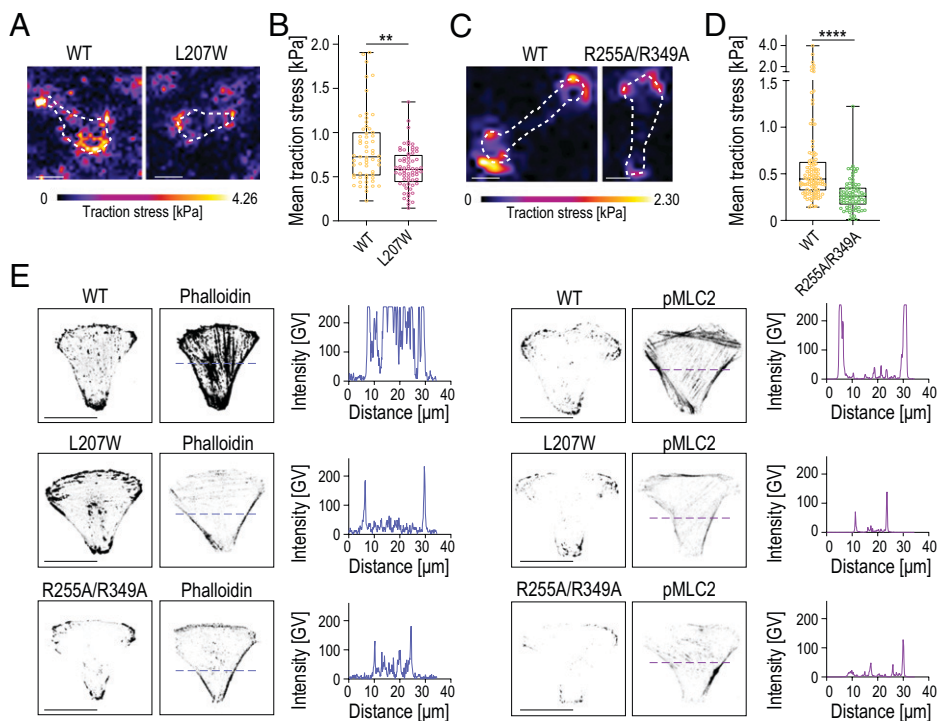 A
WT
L207W
0
4.26
Traction stress [kPa]
B
**
Mean traction stress [kPa]
2.0
1.5
1.0
0.5
0
WT
L207W
C
WT
R255A/R349A
0
2.30
Traction stress [kPa]
D
****
Mean traction stress [kPa]
4.0
2.0
1.0
0.5
0
WT
R255A/R349A
E
WT
Phalloidin
Intensity [GV]
200
100
0
0 10 20 30 40
Distance [µm]
WT
pMLC2
Intensity [GV]
200
100
0
0 10 20 30 40
Distance [µm]
L207W
Phalloidin
Intensity [GV]
200
100
0
0 10 20 30 40
Distance [µm]
L207W
pMLC2
Intensity [GV]
200
100
0
0 10 20 30 40
Distance [µm]
R255A/R349A
Phalloidin
Intensity [GV]
200
100
0
0 10 20 30 40
Distance [µm]
R255A/R349A
pMLC2
Intensity [GV]
200
100
0
0 10 20 30 40
Distance [µm]